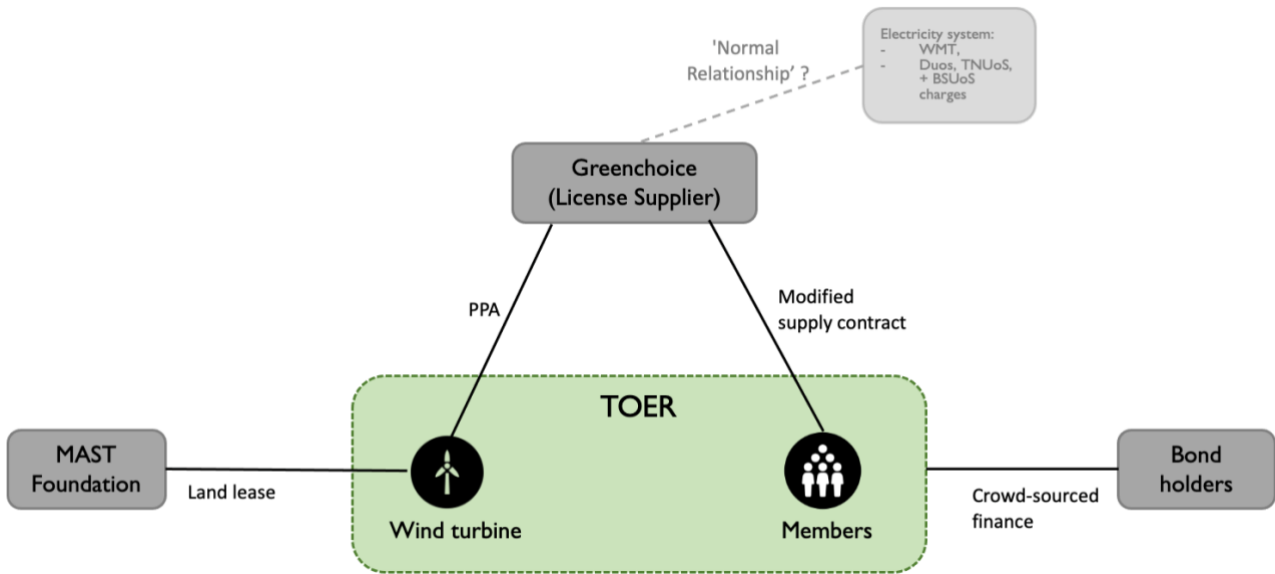 Electricity system:
- WMT,
- Duos, TNUoS,
+ BSUoS
charges
'Normal
Relationship' ?
Greenchoice
(License Supplier)
PPA
Modified
supply contract
TOER
MAST
Foundation
Land lease
Wind turbine
Members
Crowd-sourced
finance
Bond
holders